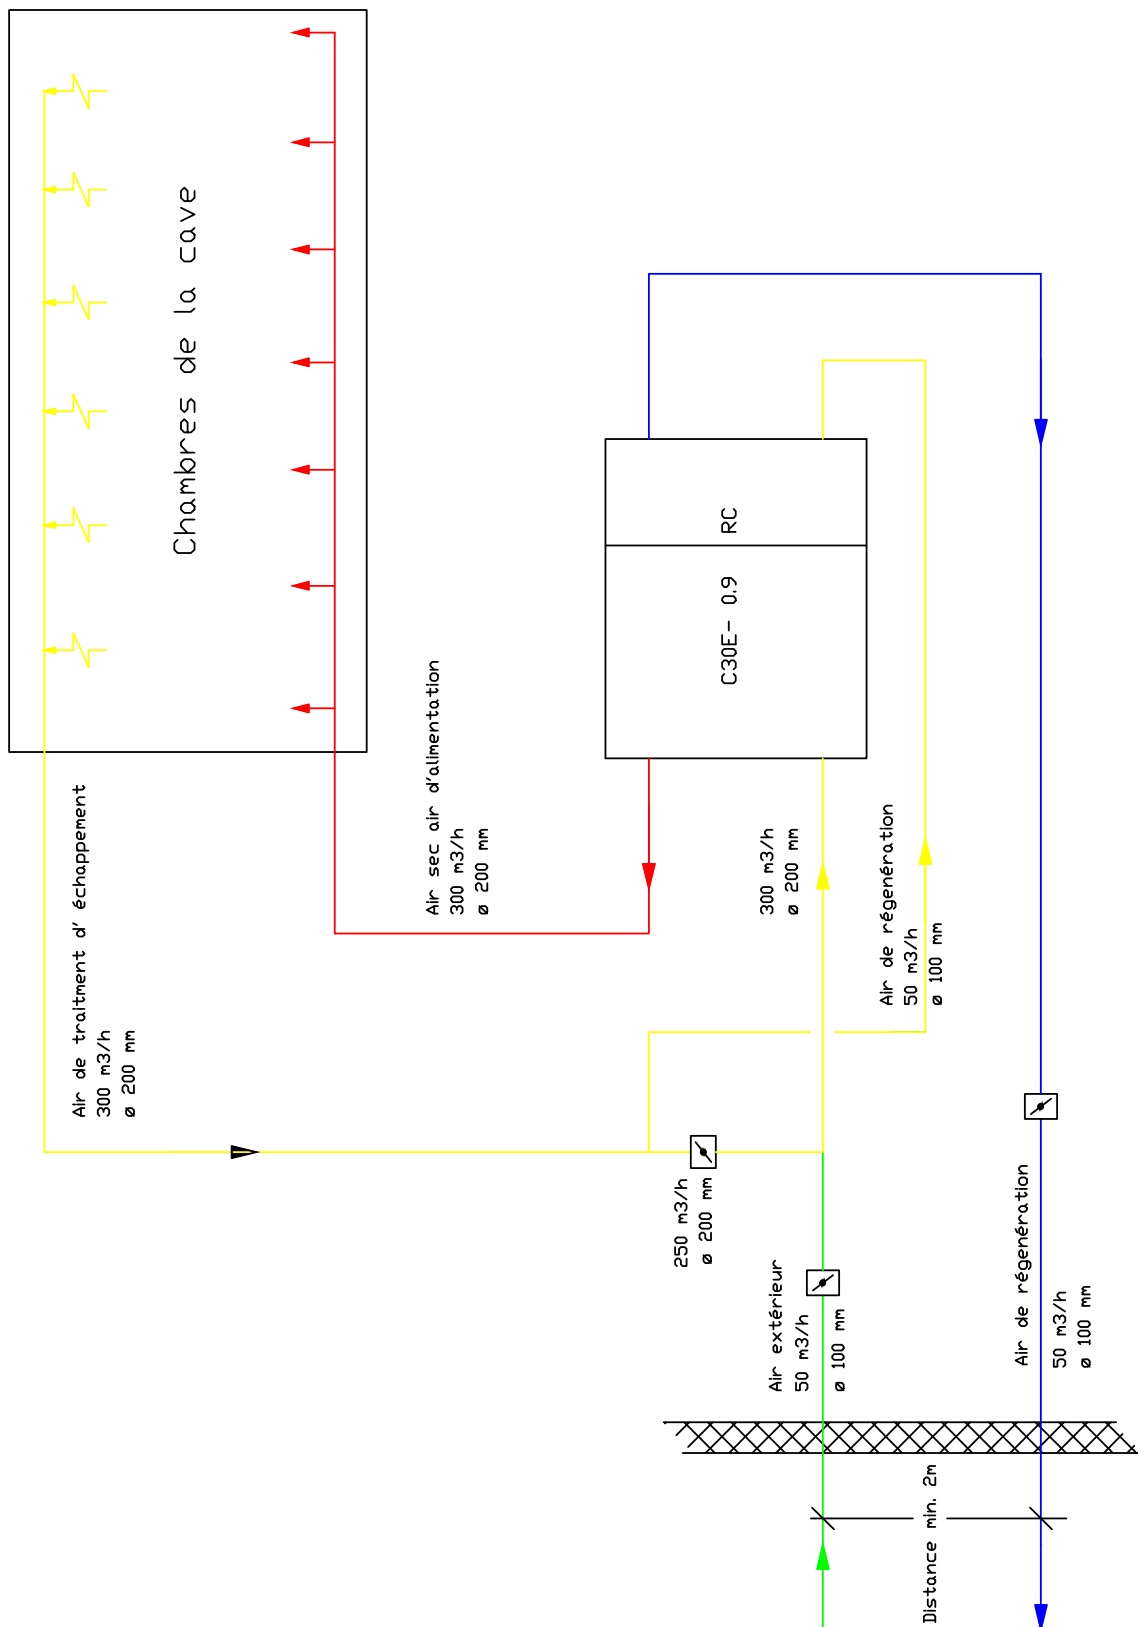 Chambres de la cave
Air de traitment d' échappement
300 m3/h
ø 200 mm
Air sec air d'alimentation
300 m3/h
ø 200 mm
C30E- 0.9
RC
300 m3/h
ø 200 mm
Air de régenération
50 m3/h
ø 100 mm
250 m3/h
ø 200 mm
Air extérieur
50 m3/h
ø 100 mm
Air de régenération
50 m3/h
ø 100 mm
Distance min. 2m